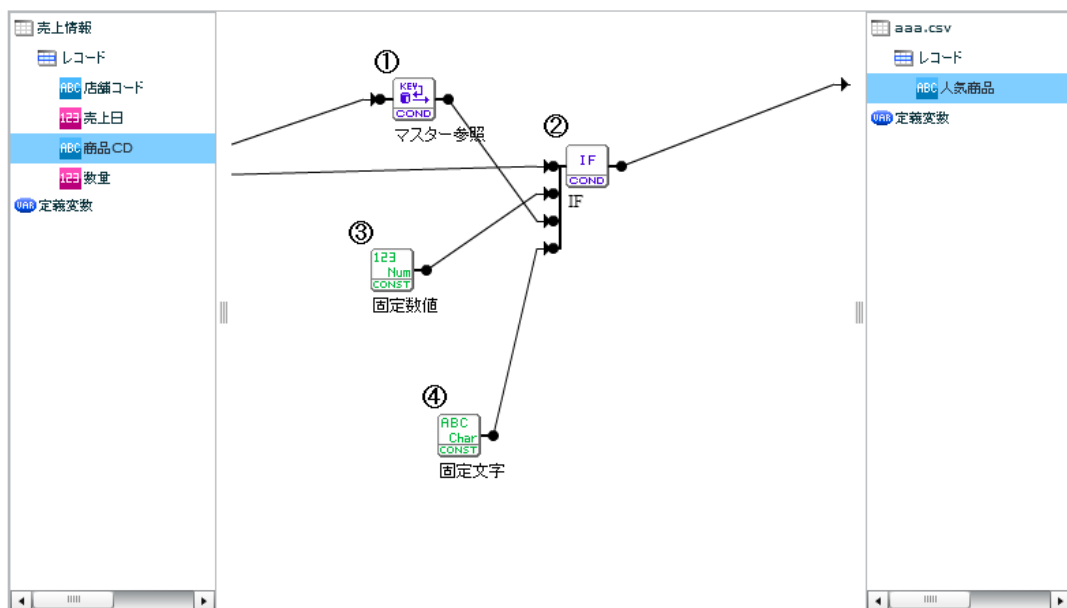 売上情報
レコード
ABC 店舗コード
123 売上日
ABC 商品CD
123 数量
VAR 定義変数
①
KEY
COND
マスター参照
②
IF
COND
IF
③
123
Num
CONST
固定数値
④
ABC
Char
CONST
固定文字
aaa.csv
レコード
ABC 人気商品
VAR 定義変数